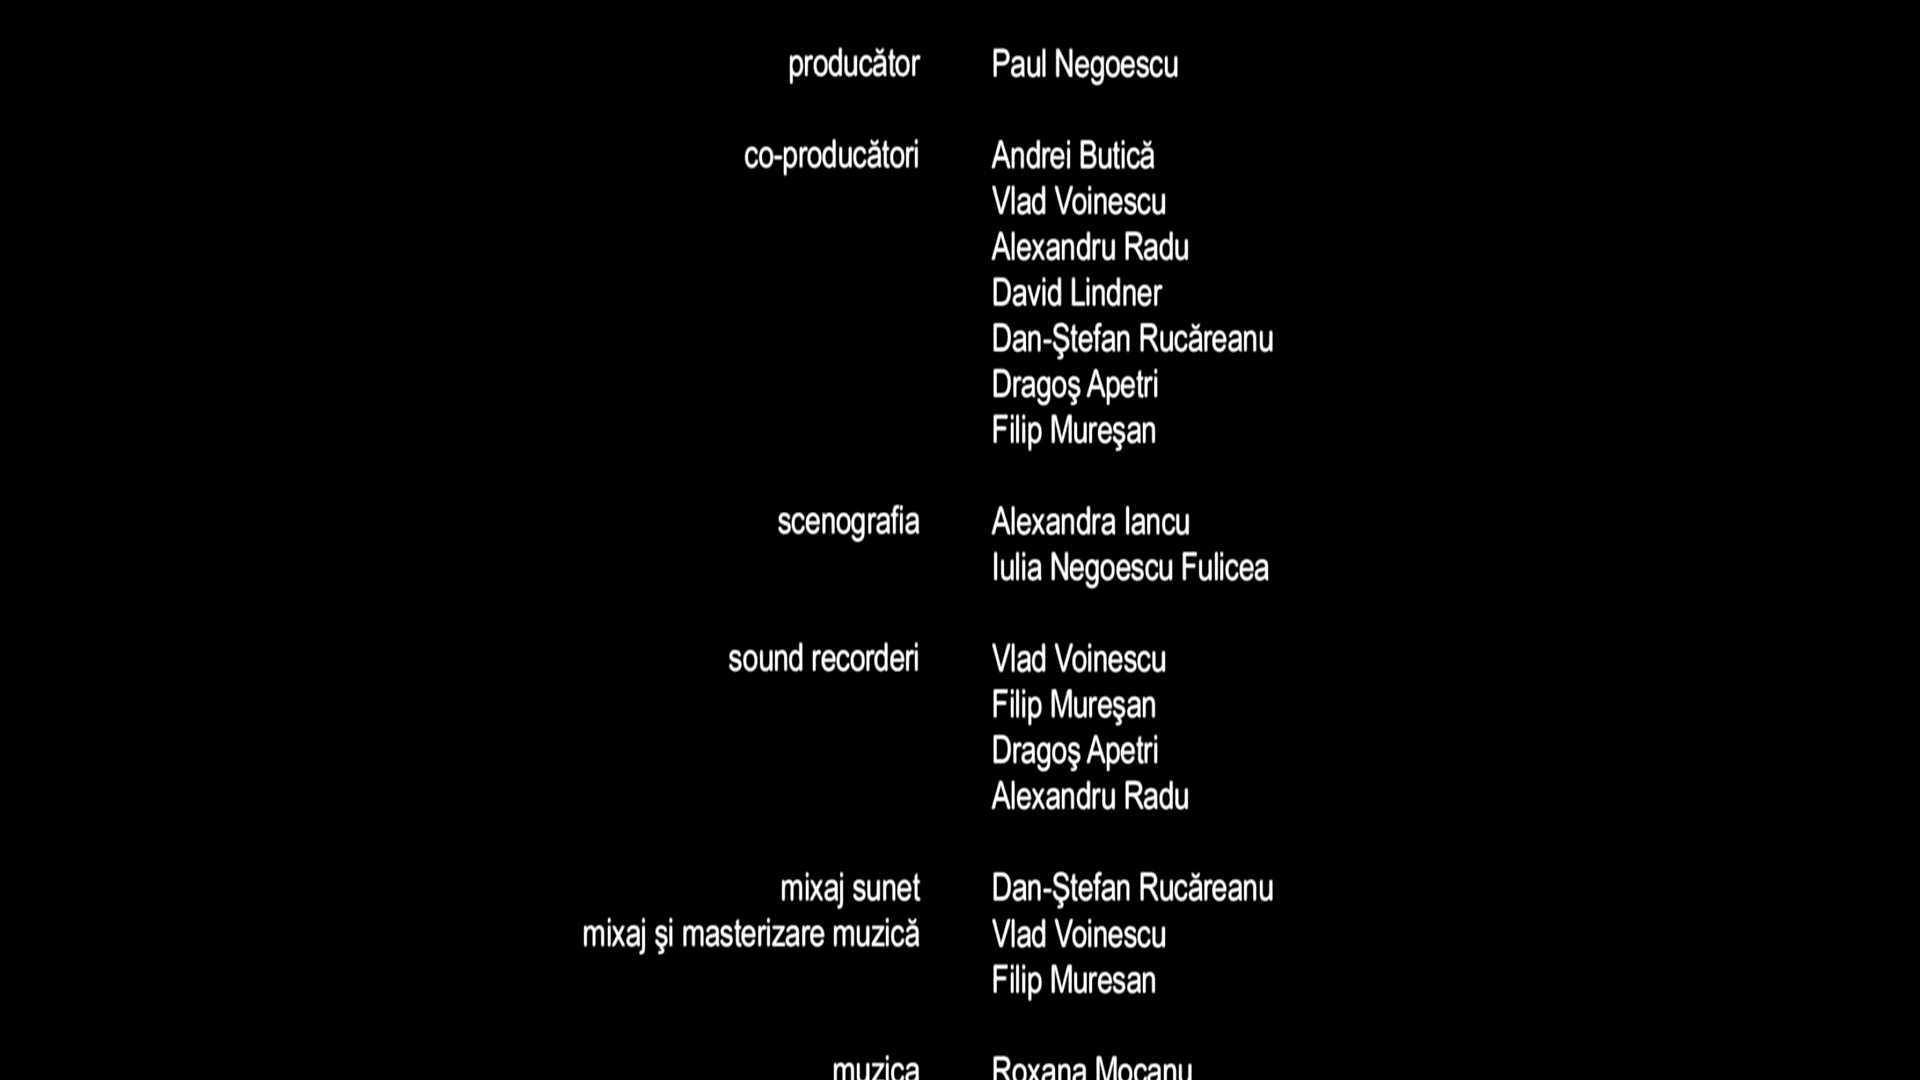 producător Paul Negoescu
co-producători Andrei Butică
Vlad Voinescu
Alexandru Radu
David Lindner
Dan-Ştefan Rucăreanu
Dragoş Apetri
Filip Mureşan
scenografia Alexandra Iancu
Iulia Negoescu Fulicea
sound recorderi Vlad Voinescu
Filip Mureşan
Dragoş Apetri
Alexandru Radu
mixaj sunet Dan-Ştefan Rucăreanu
mixaj şi masterizare muzică Vlad Voinescu
Filip Muresan
muzica Roxana Mocanu